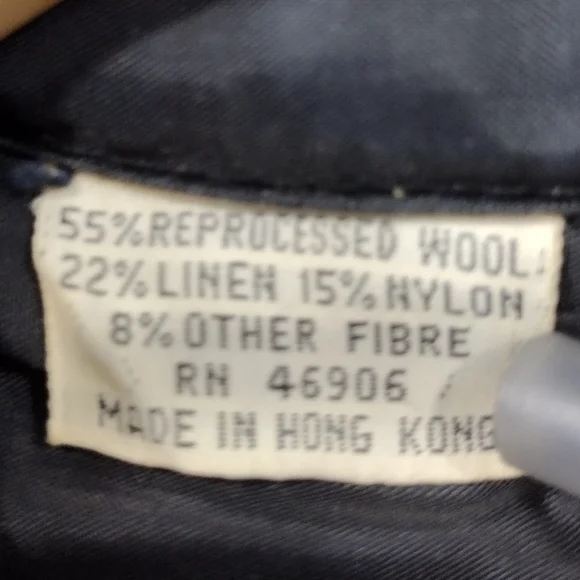 55% REPROCESSED WOOL
22% LINEN 15% NYLON
8% OTHER FIBRE
RN 46906
MADE IN HONG KONG